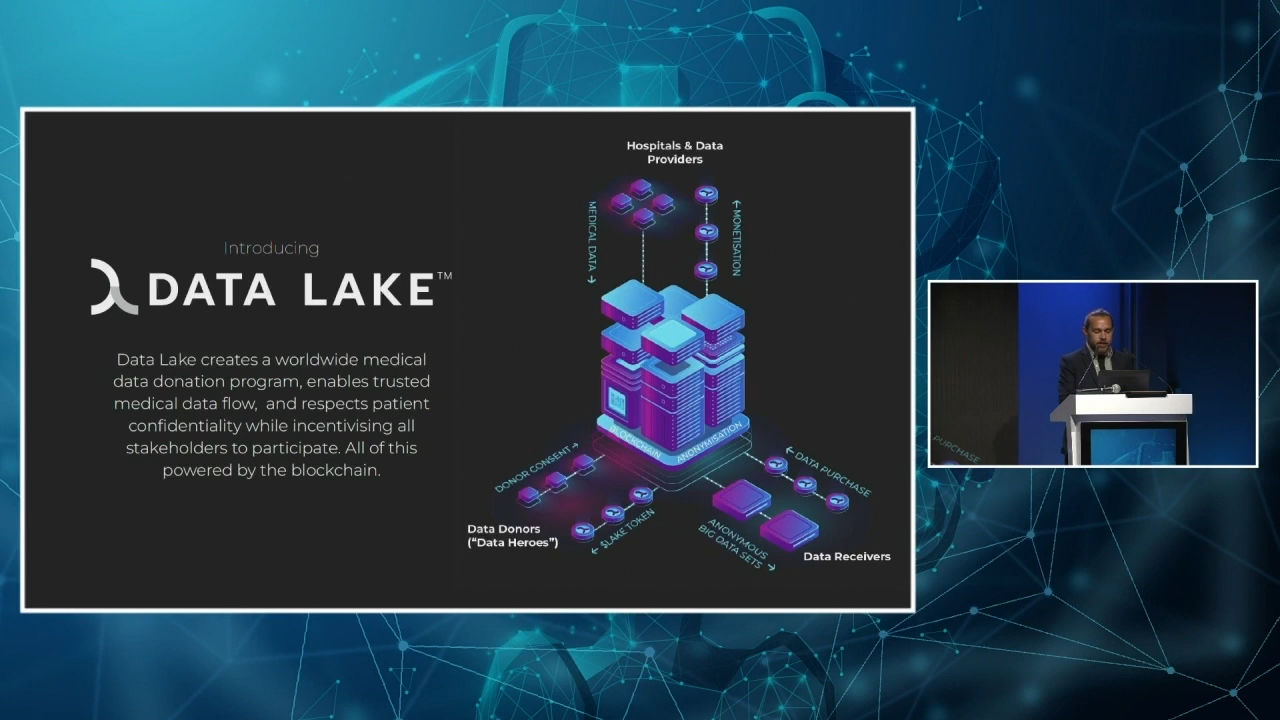 Introducing
DATA LAKE™
Data Lake creates a worldwide medical
data donation program, enables trusted
medical data flow, and respects patient
confidentiality while incentivising all
stakeholders to participate. All of this
powered by the blockchain.
Hospitals & Data
Providers
MEDICAL DATA →
← MONETISATION
BLOCKCHAIN ANONYMISATION
DONOR CONSENT →
← DATA PURCHASE
Data Donors
("Data Heroes")
← $LAKE TOKEN
ANONYMOUS
BIG DATA SETS →
Data Receivers
PURCHASE